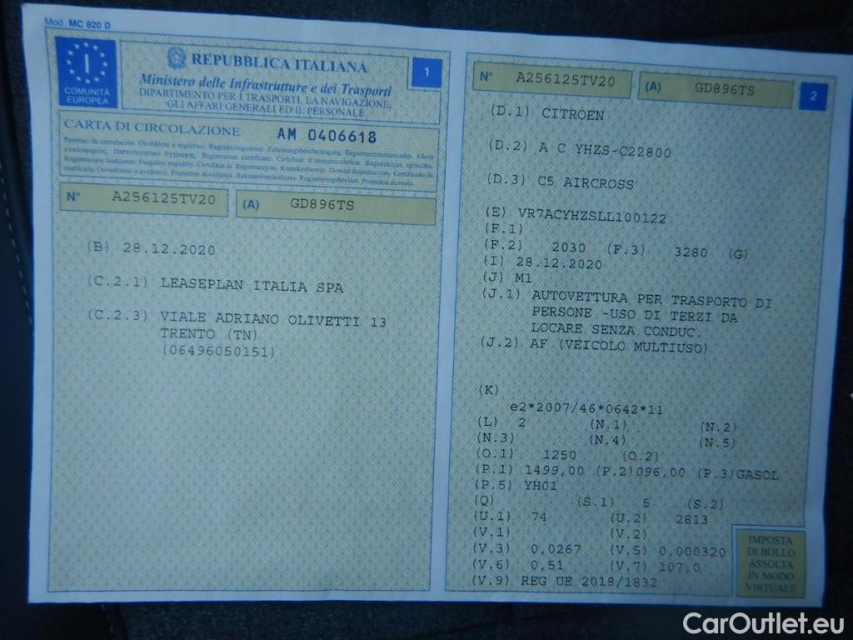 Mod. MC 820 D
I
COMUNITÀ
EUROPEA
REPUBBLICA ITALIANA
1
Ministero delle Infrastrutture e dei Trasporti
DIPARTIMENTO PER I TRASPORTI, LA NAVIGAZIONE,
GLI AFFARI GENERALI ED IL PERSONALE
CARTA DI CIRCOLAZIONE AM 0406618
N° A256125TV20 (A) GD896TS
(B) 28.12.2020
(C.2.1) LEASEPLAN ITALIA SPA
(C.2.3) VIALE ADRIANO OLIVETTI 13
TRENTO (TN)
(06496050151)
N° A256125TV20 (A) GD896TS
2
(D.1) CITROEN
(D.2) A C YHZS-C22800
(D.3) C5 AIRCROSS
(E) VR7ACYHZSLL100122
(F.1)
(F.2) 2030 (F.3) 3280 (G)
(I) 28.12.2020
(J) M1
(J.1) AUTOVETTURA PER TRASPORTO DI
PERSONE -USO DI TERZI DA
LOCARE SENZA CONDUC.
(J.2) AF (VEICOLO MULTIUSO)
(K)
e2*2007/46*0642*11
(L) 2 (N.1) (N.2)
(N.3) (N.4) (N.5)
(O.1) 1250 (O.2)
(P.1) 1499,00 (P.2)096,00 (P.3)GASOL
(P.5) YH01
(Q) (S.1) 5 (S.2)
(U.1) 74 (U.2) 2813
(V.1) (V.2)
(V.3) 0,0267 (V.5) 0,000320
(V.6) 0,51 (V.7) 107,0
(V.9) REG UE 2018/1832
IMPOSTA
DI BOLLO
ASSOLTA
IN MODO
VIRTUALE
CarOutlet.eu